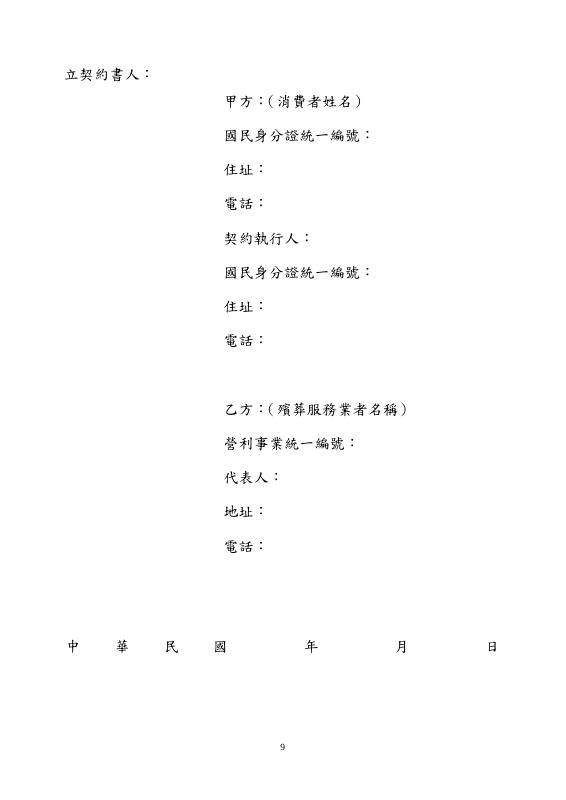 立契約書人：
甲方：(消費者姓名)
國民身分證統一編號：
住址：
電話：
契約執行人：
國民身分證統一編號：
住址：
電話：
乙方：(殯葬服務業者名稱)
營利事業統一編號：
代表人：
地址：
電話：
中 華 民 國 年 月 日
9